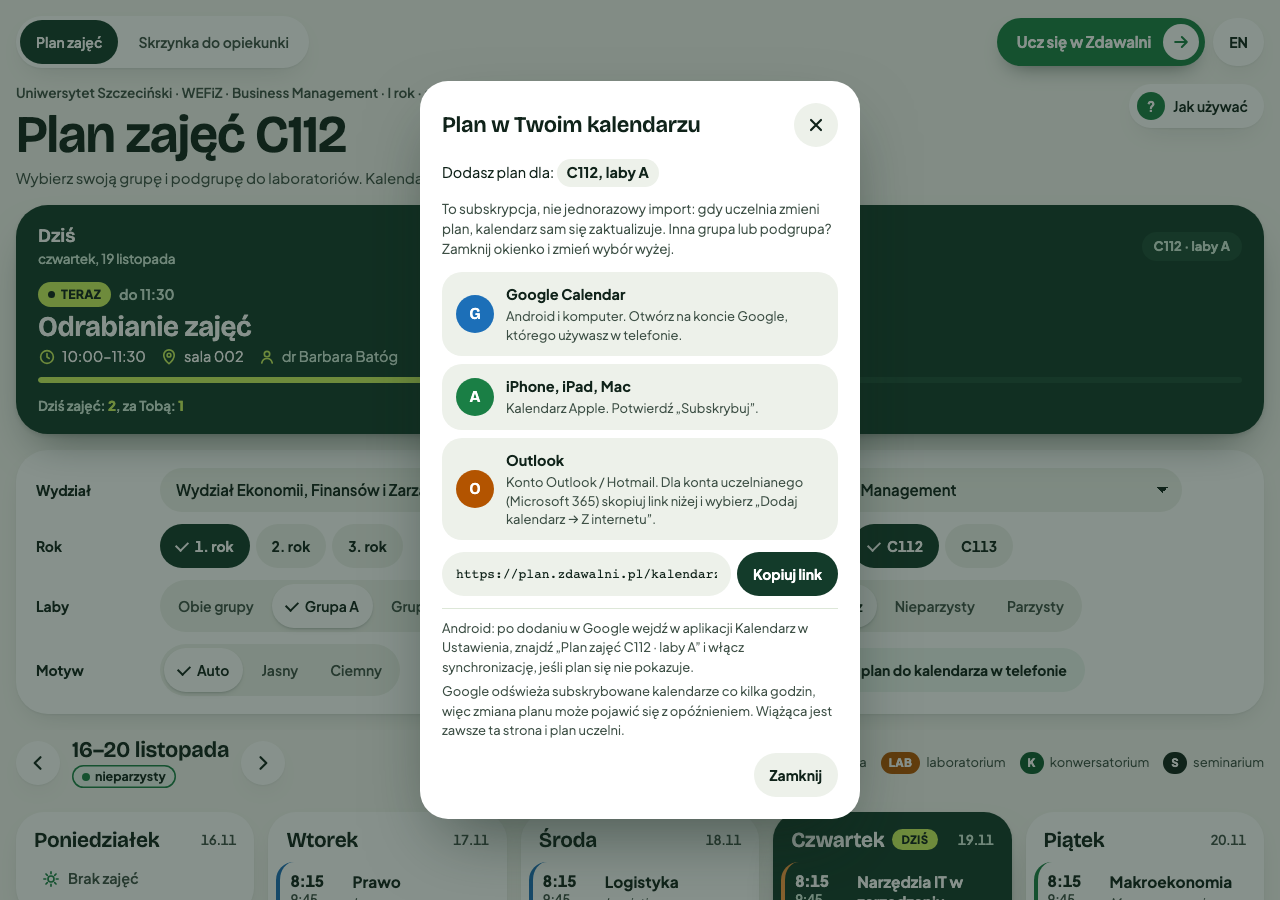 Plan zajęć
Skrzynka do opiekunki
Ucz się w Zdawalni
EN
Uniwersytet Szczeciński · WEFiZ · Business Management · I rok ·
? Jak używać
Plan zajęć C112
Wybierz swoją grupę i podgrupę do laboratoriów.
Dziś
czwartek, 19 listopada
C112 · laby A
TERAZ do 11:30
Odrabianie zajęć
10:00–11:30 sala 002 dr Barbara Batóg
Dziś zajęć: 2, za Tobą: 1
Plan w Twoim kalendarzu
Dodasz plan dla: C112, laby A
To subskrypcja, nie jednorazowy import: gdy uczelnia zmieni
plan, kalendarz sam się zaktualizuje. Inna grupa lub podgrupa?
Zamknij okienko i zmień wybór wyżej.
G
Google Calendar
Android i komputer. Otwórz na koncie Google,
którego używasz w telefonie.
A
iPhone, iPad, Mac
Kalendarz Apple. Potwierdź „Subskrybuj”.
O
Outlook
Konto Outlook / Hotmail. Dla konta uczelnianego
(Microsoft 365) skopiuj link niżej i wybierz „Dodaj
kalendarz → Z internetu”.
https://plan.zdawalni.pl/kalendarz
Kopiuj link
Android: po dodaniu w Google wejdź w aplikacji Kalendarz w
Ustawienia, znajdź „Plan zajęć C112 · laby A” i włącz
synchronizację, jeśli plan się nie pokazuje.
Google odświeża subskrybowane kalendarze co kilka godzin,
więc zmiana planu może pojawić się z opóźnieniem. Wiążąca jest
zawsze ta strona i plan uczelni.
Zamknij
Wydział
Wydział Ekonomii, Finansów i
Management
Rok
1. rok
2. rok
3. rok
C112
C113
Laby
Obie grupy
Grupa A
Nieparzysty
Parzysty
Motyw
Auto
Jasny
Ciemny
plan do kalendarza w telefonie
16–20 listopada
nieparzysty
LAB laboratorium
K konwersatorium
S seminarium
Poniedziałek 16.11
Brak zajęć
Wtorek 17.11
8:15 Prawo
Środa 18.11
8:15 Logistyka
Czwartek DZIŚ 19.11
8:15 Narzędzia IT w
Piątek 20.11
8:15 Makroekonomia